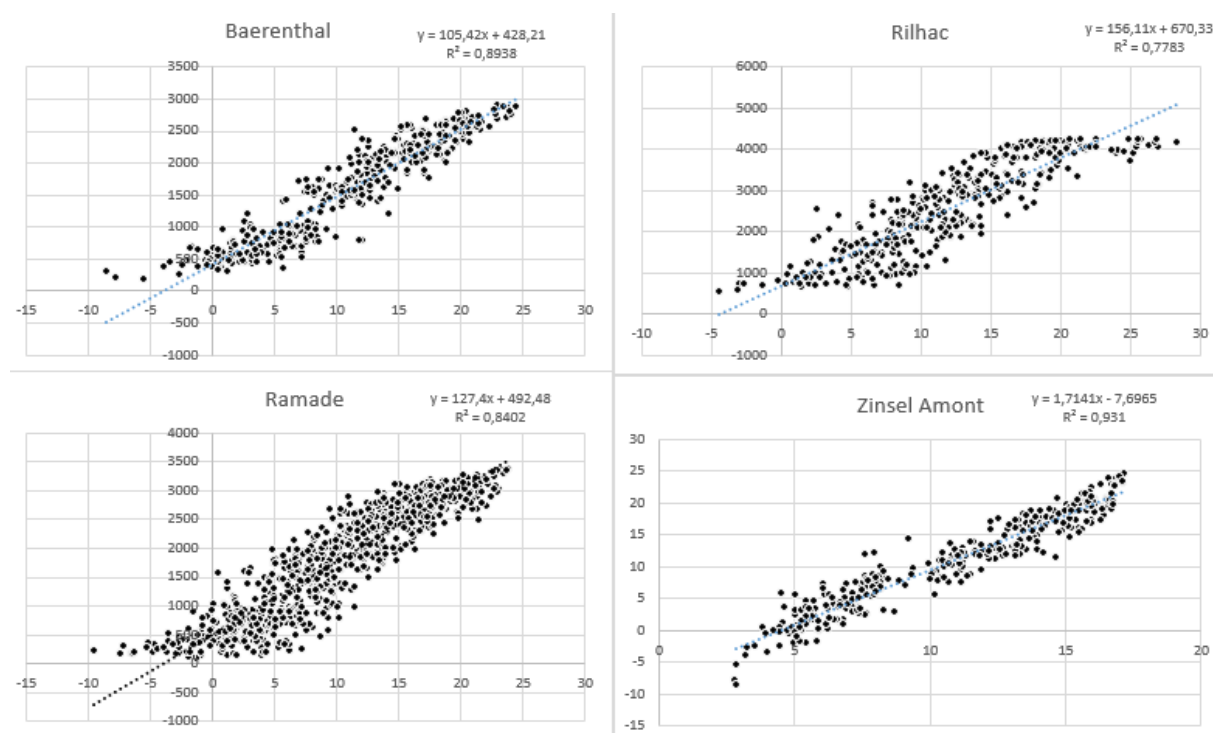 Baerenthal
y = 105,42x + 428,21
R² = 0,8938
3500
3000
2500
2000
1500
1000
500
0
-500
-1000
-15 -10 -5 0 5 10 15 20 25 30
Rilhac
y = 156,11x + 670,33
R² = 0,7783
6000
5000
4000
3000
2000
1000
0
-1000
-10 -5 0 5 10 15 20 25 30
Ramade
y = 127,4x + 492,48
R² = 0,8402
4000
3500
3000
2500
2000
1500
1000
500
0
-500
-1000
-15 -10 -5 0 5 10 15 20 25 30
Zinsel Amont
y = 1,7141x - 7,6965
R² = 0,931
30
25
20
15
10
5
0
-5
-10
-15
0 5 10 15 20